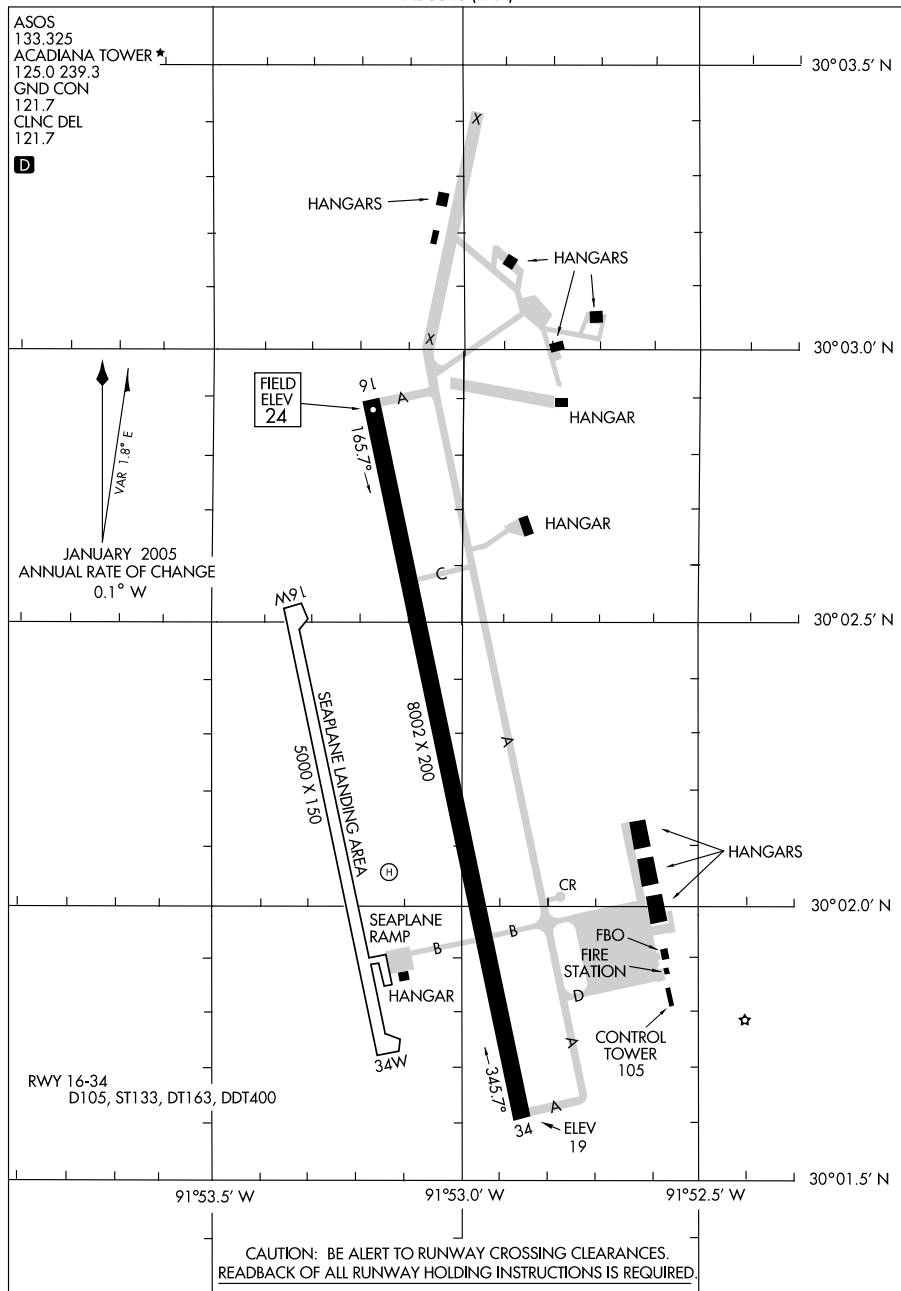 ASOS
133.325
ACADIANA TOWER ★
125.0 239.3
GND CON
121.7
CLNC DEL
121.7
D
30°03.5' N
X
HANGARS
HANGARS
X
30°03.0' N
FIELD
ELEV
24
16
A
HANGAR
165.7°
VAR 1.8° E
HANGAR
JANUARY 2005
ANNUAL RATE OF CHANGE
0.1° W
C
16W
30°02.5' N
SEAPLANE LANDING AREA
5000 X 150
8002 X 200
A
HANGARS
H
CR
30°02.0' N
SEAPLANE
RAMP
B
B
FBO
FIRE
STATION
HANGAR
D
CONTROL
TOWER
105
A
34W
345.7°
RWY 16-34
D105, ST133, DT163, DDT400
A
34
ELEV
19
30°01.5' N
91°53.5' W
91°53.0' W
91°52.5' W
CAUTION: BE ALERT TO RUNWAY CROSSING CLEARANCES.
READBACK OF ALL RUNWAY HOLDING INSTRUCTIONS IS REQUIRED.